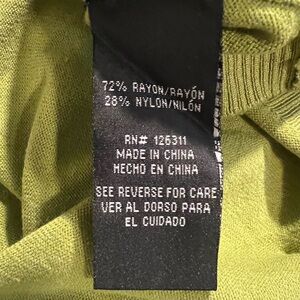 72% RAYON/RAYÓN
28% NYLON/NILÓN
RN# 126311
MADE IN CHINA
HECHO EN CHINA
SEE REVERSE FOR CARE
VER AL DORSO PARA
EL CUIDADO